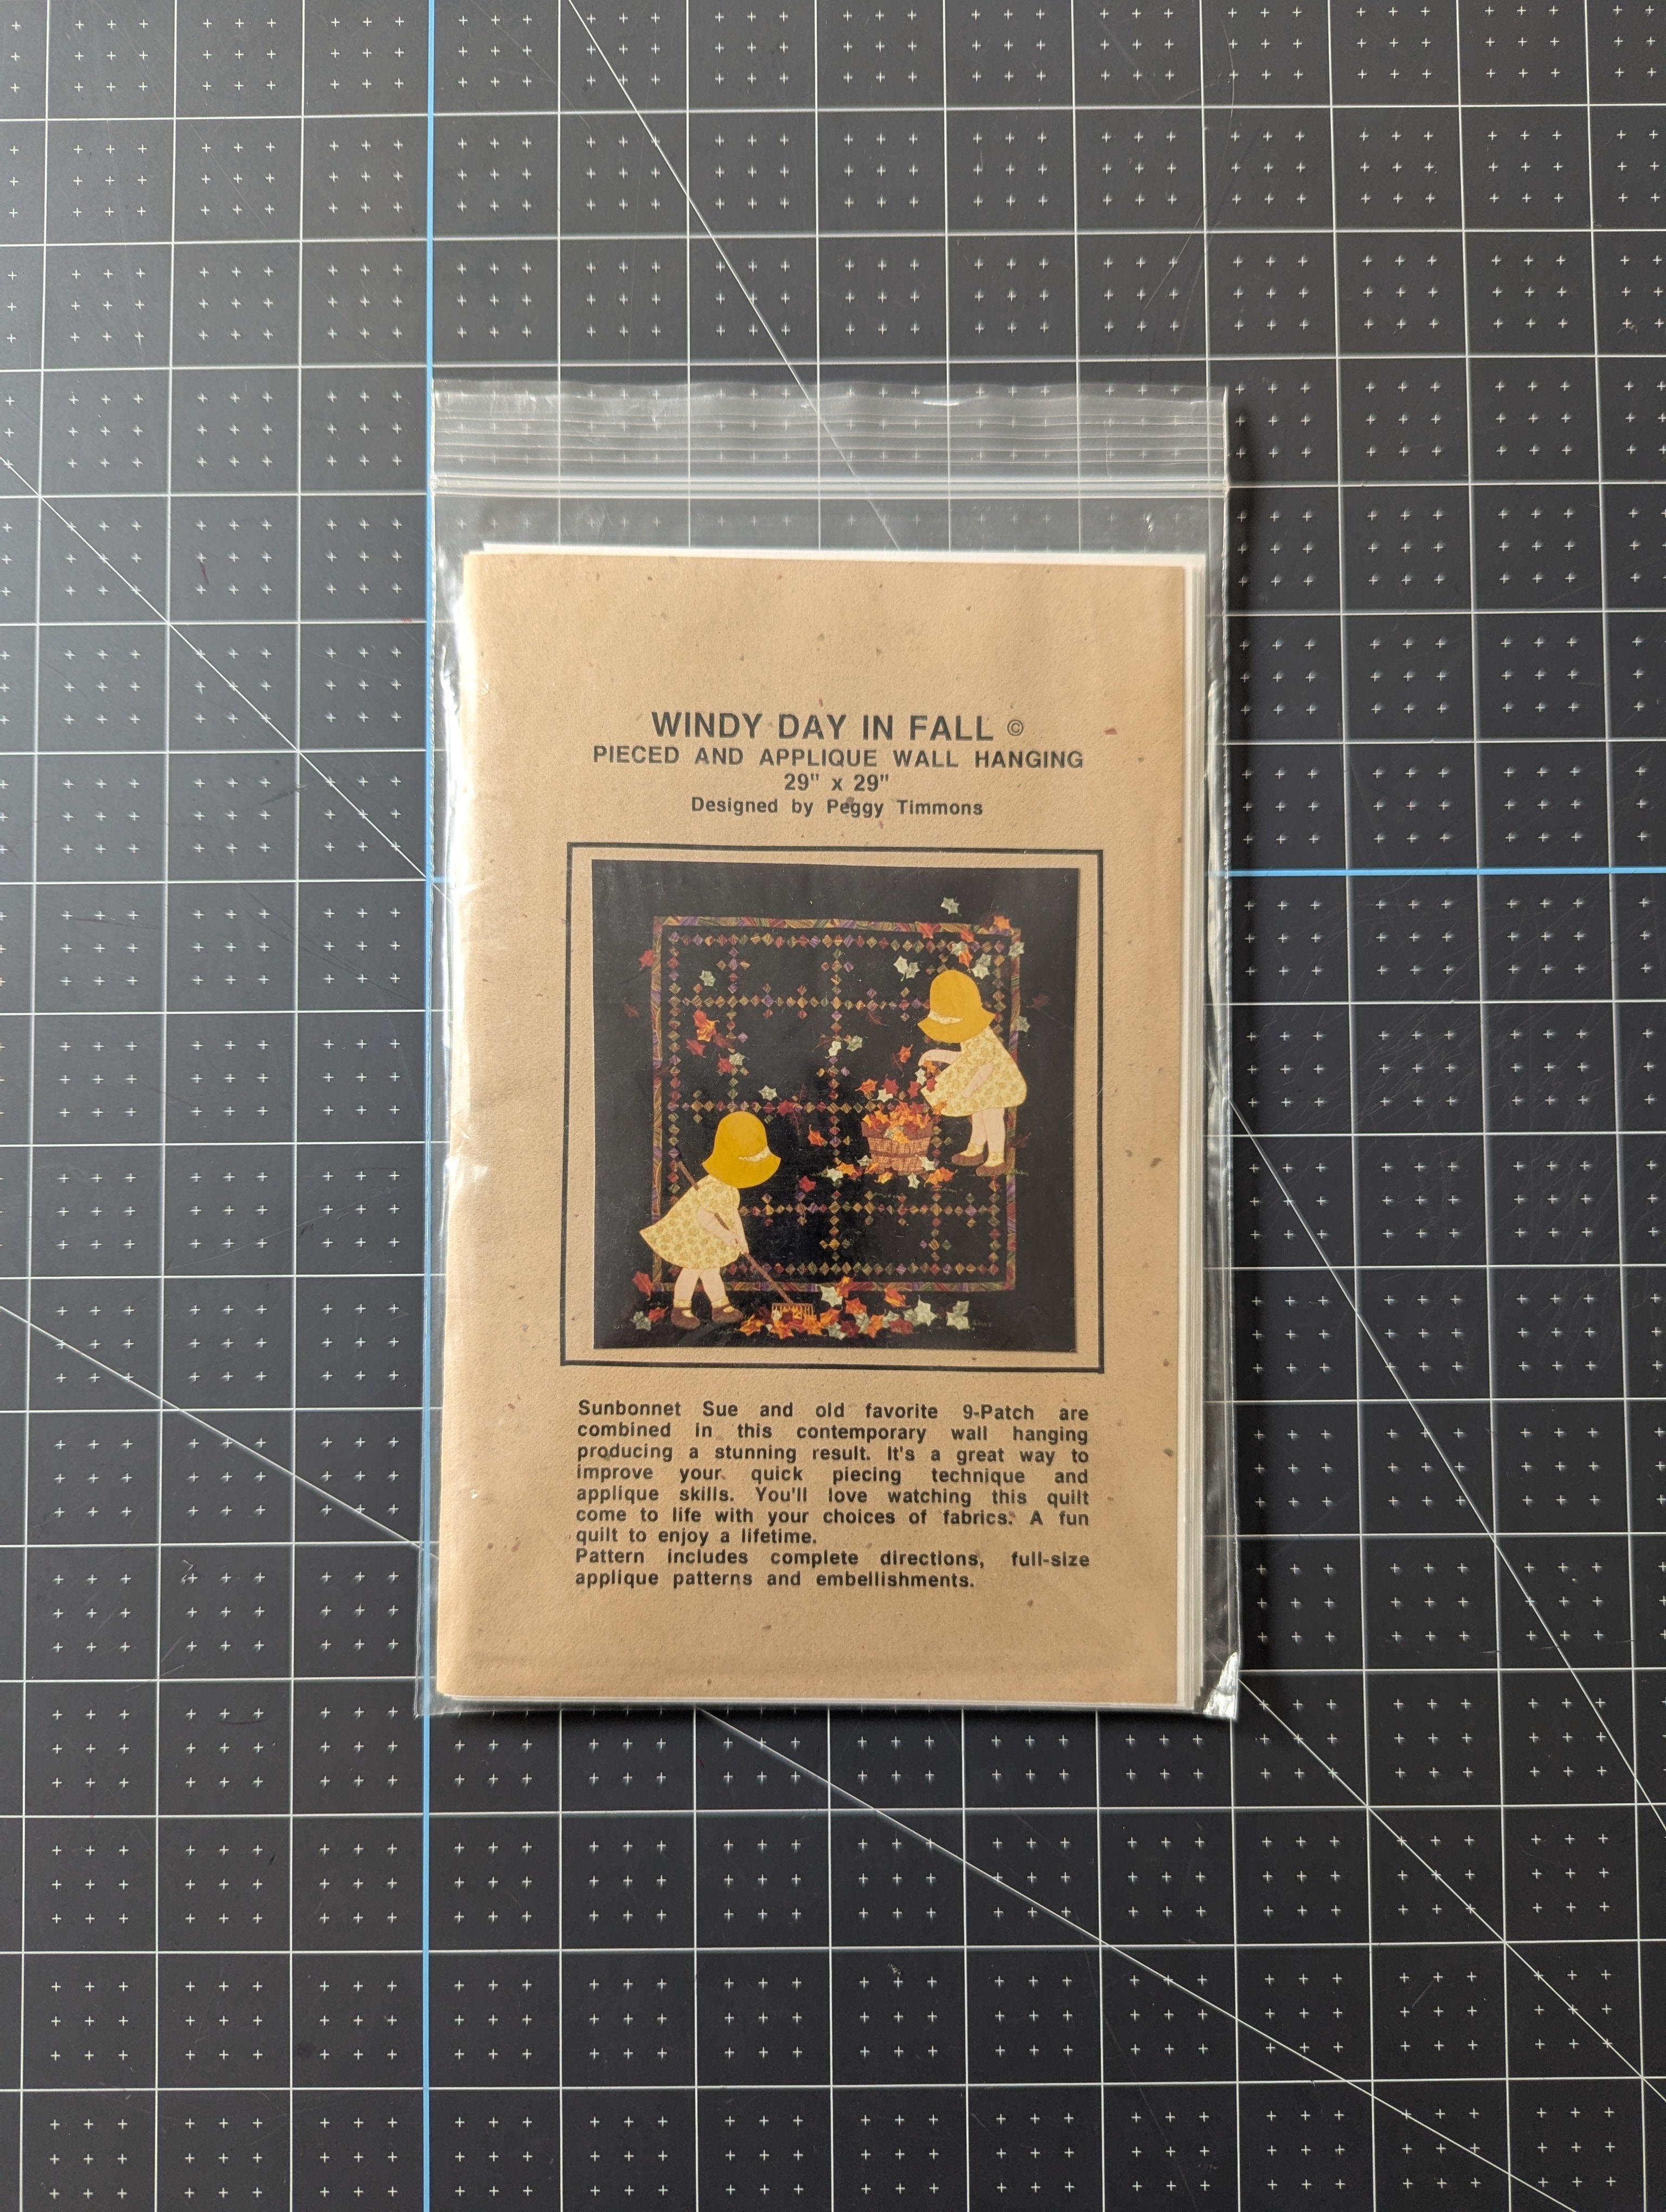 WINDY DAY IN FALL ©
PIECED AND APPLIQUE WALL HANGING
29" x 29"
Designed by Peggy Timmons
Sunbonnet Sue and old favorite 9-Patch are
combined in this contemporary wall hanging
producing a stunning result. It's a great way to
improve your quick piecing technique and
applique skills. You'll love watching this quilt
come to life with your choices of fabrics. A fun
quilt to enjoy a lifetime.
Pattern includes complete directions, full-size
applique patterns and embellishments.